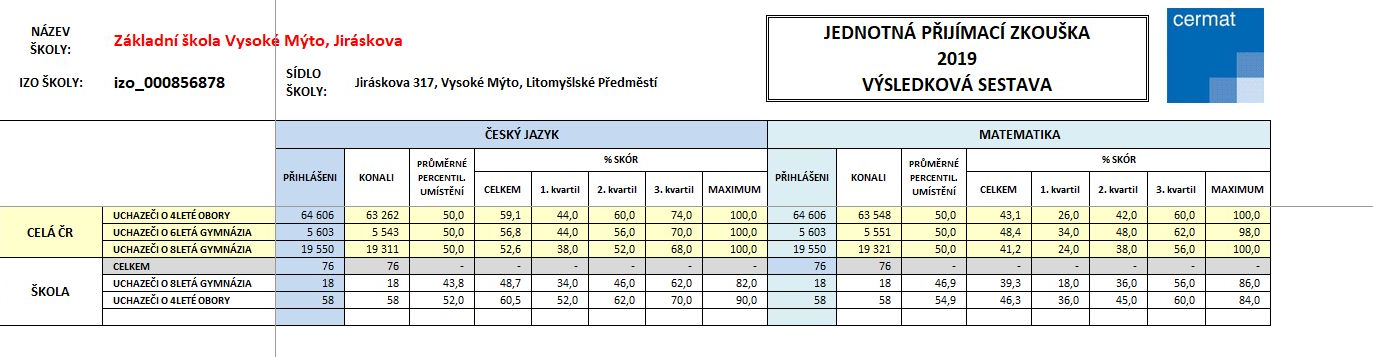 NÁZEV ŠKOLY: Základní škola Vysoké Mýto, Jiráskova
IZO ŠKOLY: izo_000856878 SÍDLO ŠKOLY: Jiráskova 317, Vysoké Mýto, Litomyšlské Předměstí
JEDNOTNÁ PŘIJÍMACÍ ZKOUŠKA
2019
VÝSLEDKOVÁ SESTAVA
cermat
ČESKÝ JAZYK MATEMATIKA
PŘIHLÁŠENI KONALI PRŮMĚRNÉ PERCENTIL. UMÍSTĚNÍ % SKÓR PŘIHLÁŠENI KONALI PRŮMĚRNÉ PERCENTIL. UMÍSTĚNÍ % SKÓR
CELKEM 1. kvartil 2. kvartil 3. kvartil MAXIMUM CELKEM 1. kvartil 2. kvartil 3. kvartil MAXIMUM
CELÁ ČR
UCHAZEČI O 4LETÉ OBORY 64 606 63 262 50,0 59,1 44,0 60,0 74,0 100,0 64 606 63 548 50,0 43,1 26,0 42,0 60,0 100,0
UCHAZEČI O 6LETÁ GYMNÁZIA 5 603 5 543 50,0 56,8 44,0 56,0 70,0 100,0 5 603 5 551 50,0 48,4 34,0 48,0 62,0 98,0
UCHAZEČI O 8LETÁ GYMNÁZIA 19 550 19 311 50,0 52,6 38,0 52,0 68,0 100,0 19 550 19 321 50,0 41,2 24,0 38,0 56,0 100,0
ŠKOLA
CELKEM 76 76 - - - - - - 76 76 - - - - - -
UCHAZEČI O 8LETÁ GYMNÁZIA 18 18 43,8 48,7 34,0 46,0 62,0 82,0 18 18 46,9 39,3 18,0 36,0 56,0 86,0
UCHAZEČI O 4LETÉ OBORY 58 58 52,0 60,5 52,0 62,0 70,0 90,0 58 58 54,9 46,3 36,0 45,0 60,0 84,0